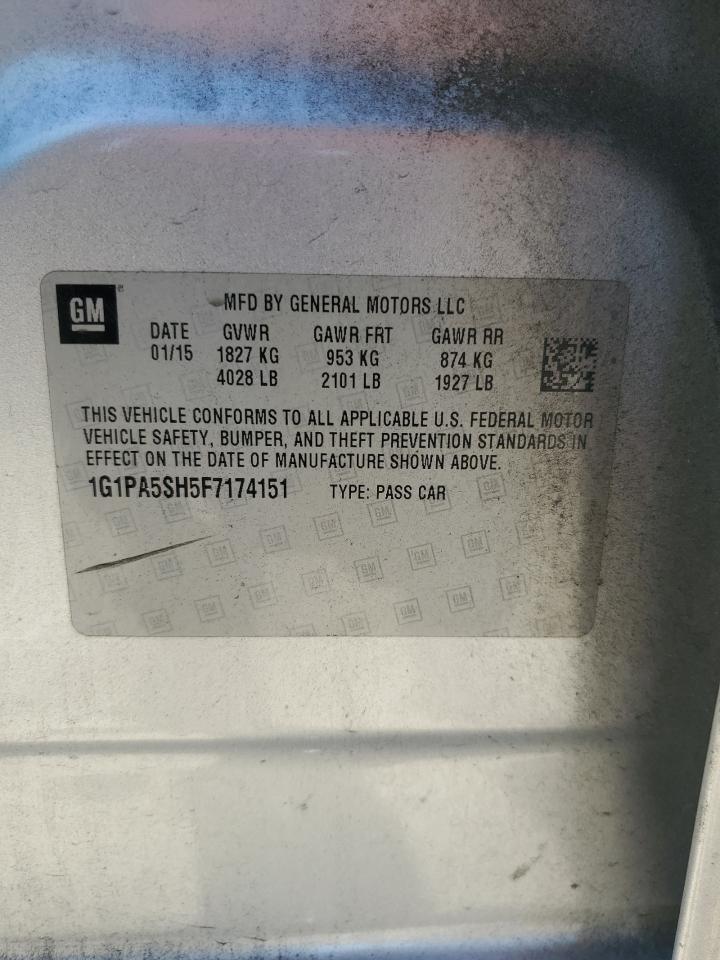 GM
MFD BY GENERAL MOTORS LLC
DATE GVWR GAWR FRT GAWR RR
01/15 1827 KG 953 KG 874 KG
4028 LB 2101 LB 1927 LB
THIS VEHICLE CONFORMS TO ALL APPLICABLE U.S. FEDERAL MOTOR
VEHICLE SAFETY, BUMPER, AND THEFT PREVENTION STANDARDS IN
EFFECT ON THE DATE OF MANUFACTURE SHOWN ABOVE.
1G1PA5SH5F7174151 TYPE: PASS CAR